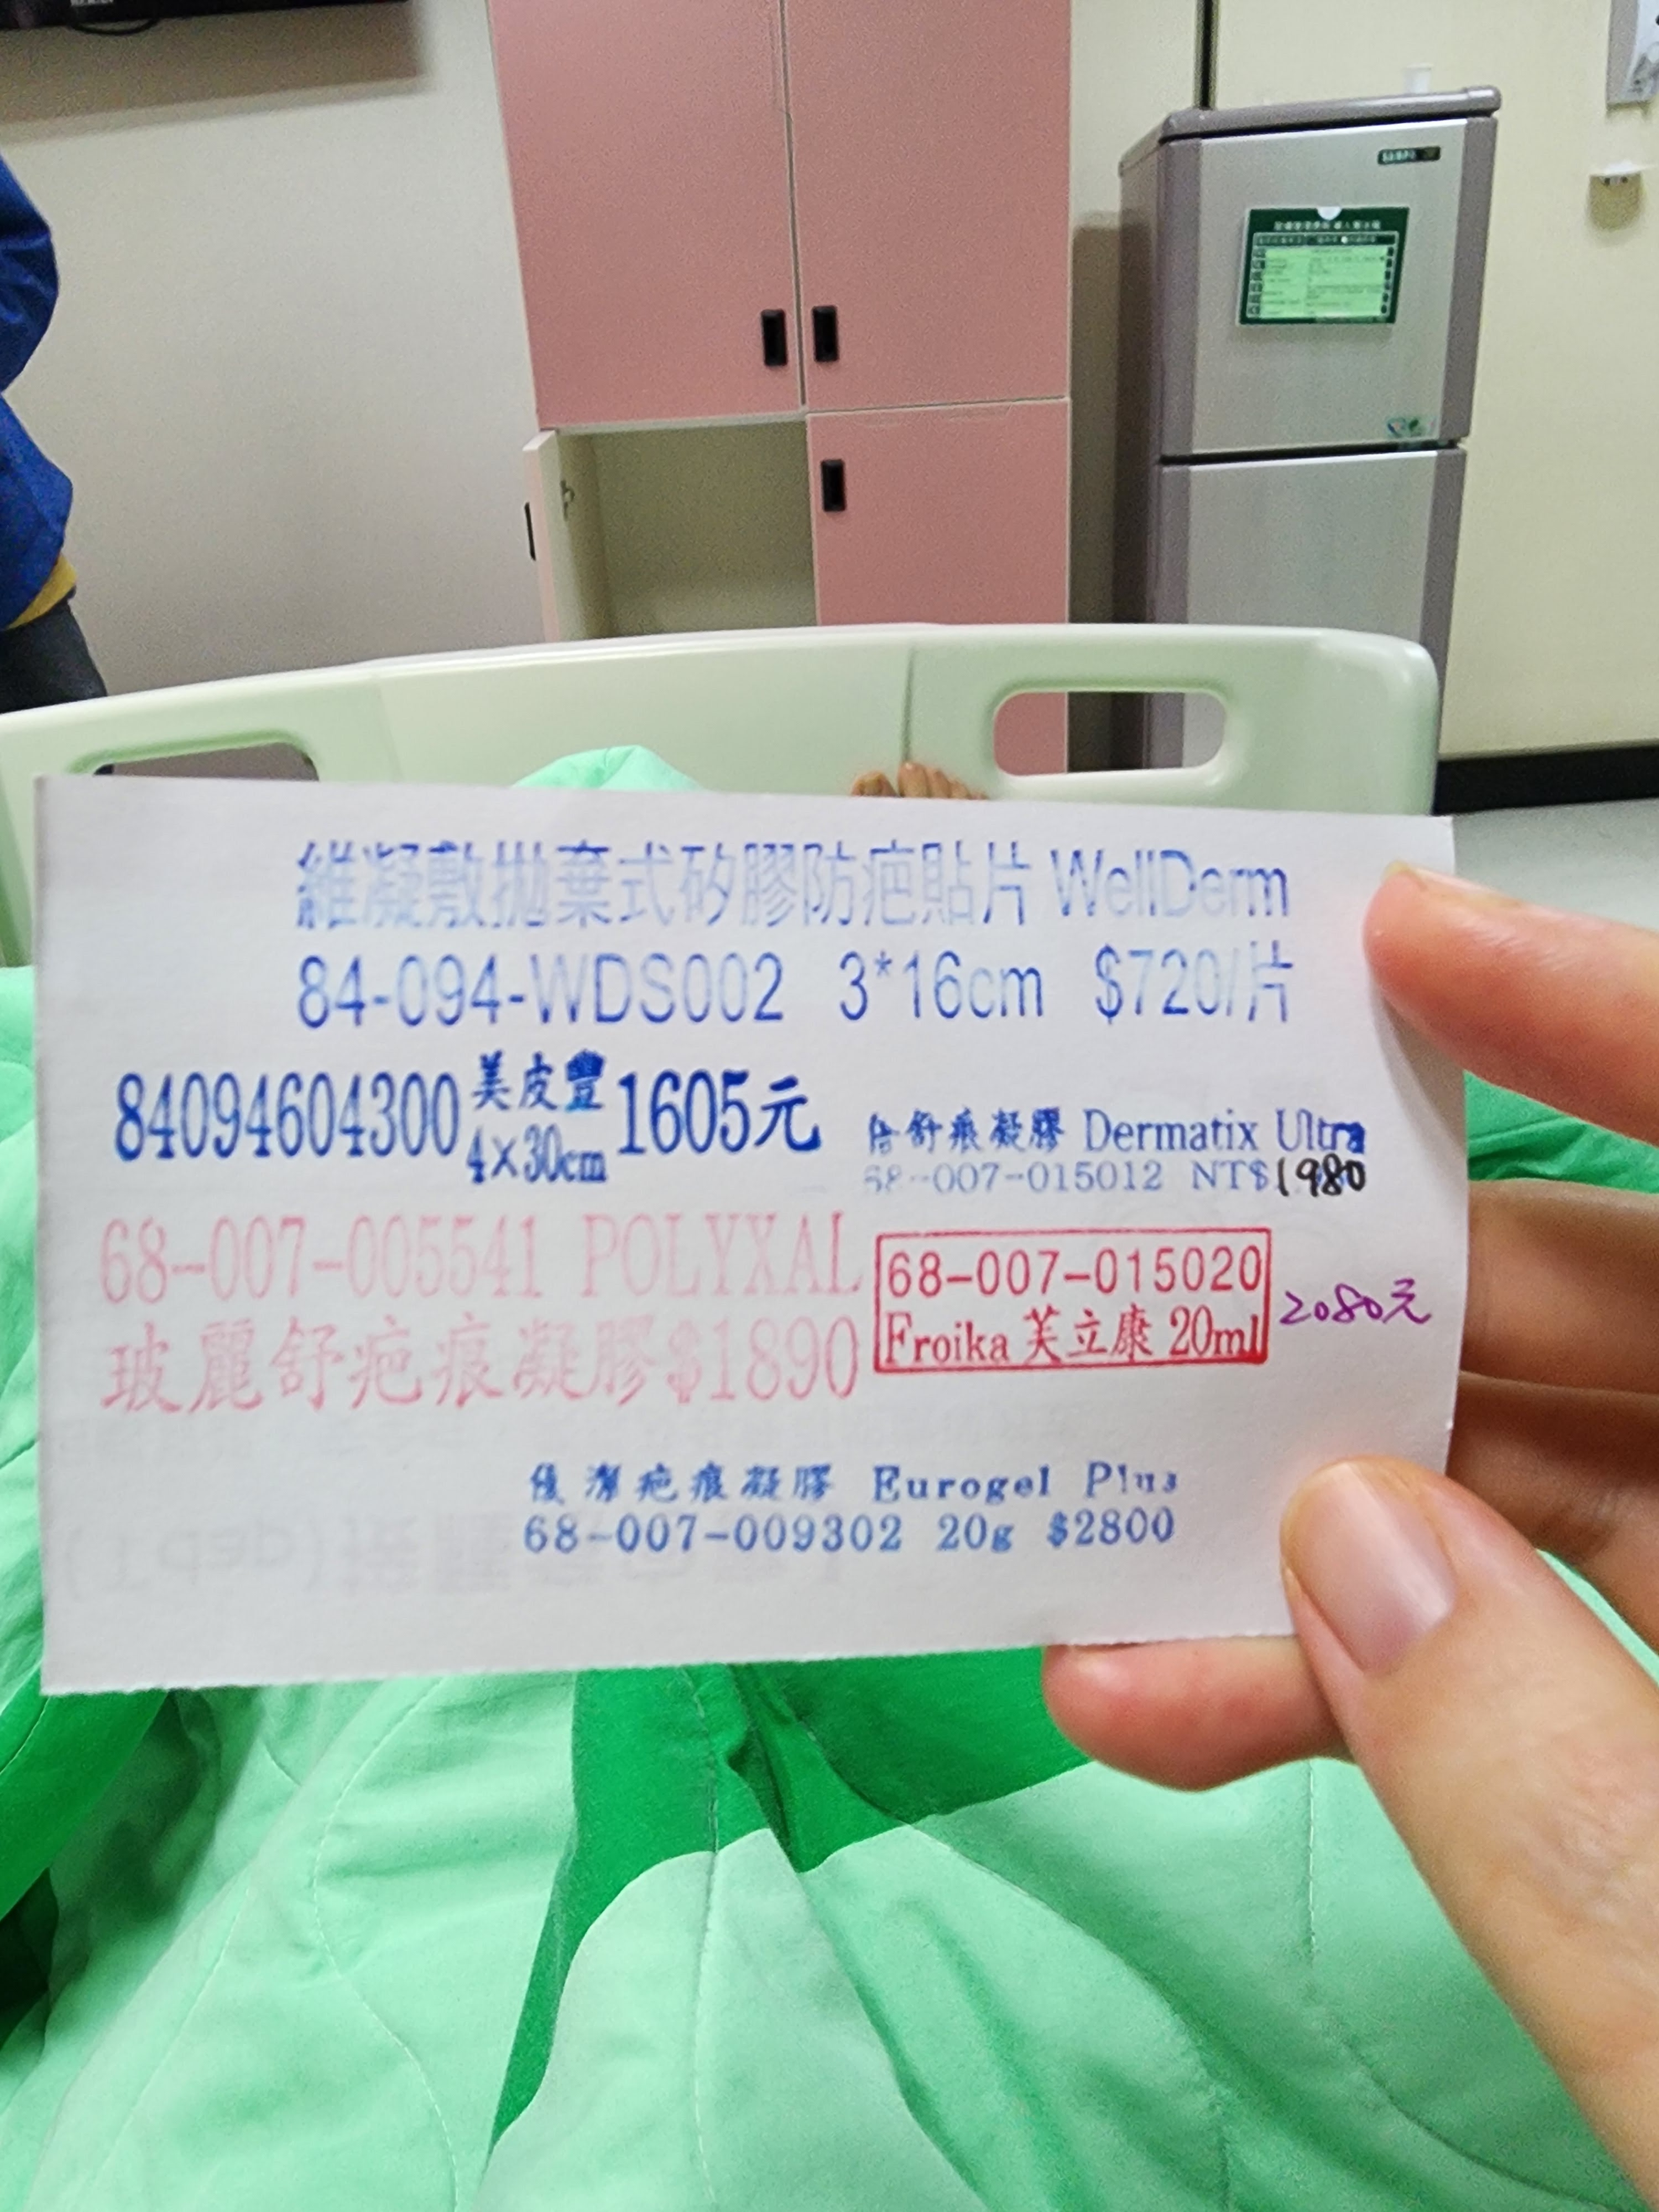 維凝敷拋棄式矽膠防疤貼片 WellDerm
84-094-WDS002 3*16cm $720/片
84094604300 美皮豐 4×30cm 1605元
倍舒痕凝膠 Dermatix Ultra
68-007-015012 NT$1980
68-007-005541 POLYXAL
玻麗舒疤痕凝膠$1890
68-007-015020
Froika 芙立康 20ml
2080元
優潔疤痕凝膠 Eurogel Plus
68-007-009302 20g $2800